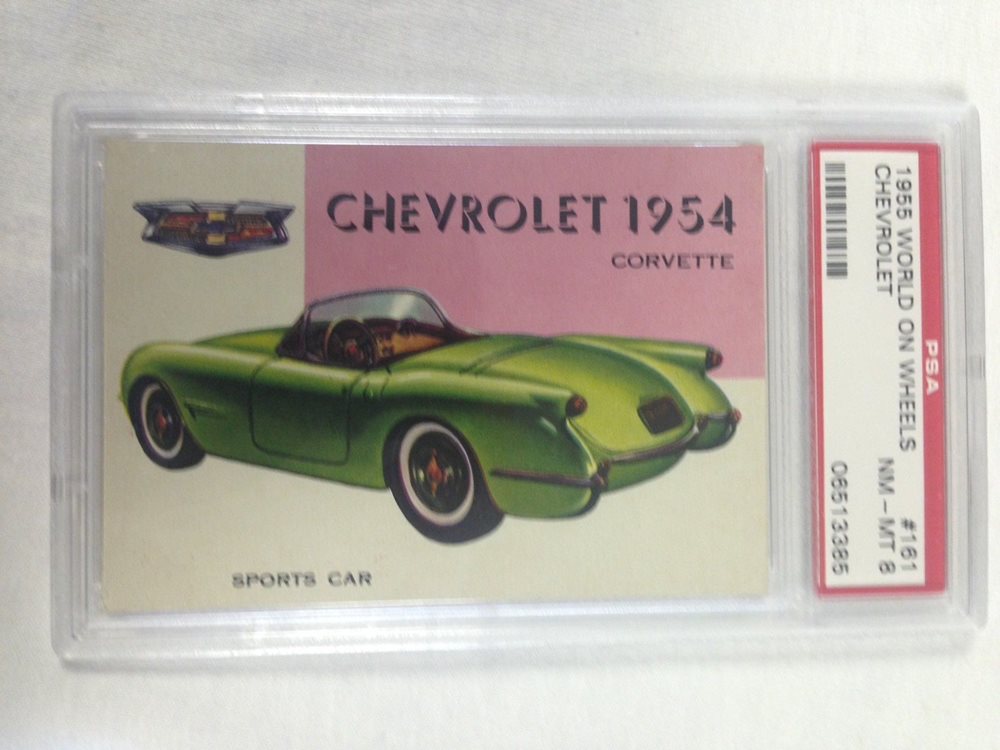 CHEVROLET 1954
CORVETTE
SPORTS CAR
PSA
1955 WORLD ON WHEELS #161
CHEVROLET NM - MT 8
06513385